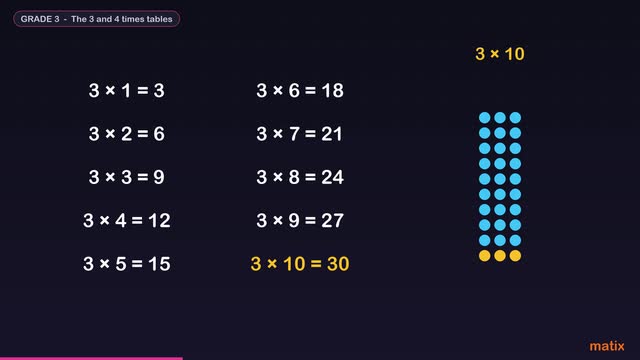 GRADE 3 - The 3 and 4 times tables
3 × 10
3 × 1 = 3
3 × 2 = 6
3 × 3 = 9
3 × 4 = 12
3 × 5 = 15
3 × 6 = 18
3 × 7 = 21
3 × 8 = 24
3 × 9 = 27
3 × 10 = 30
matix